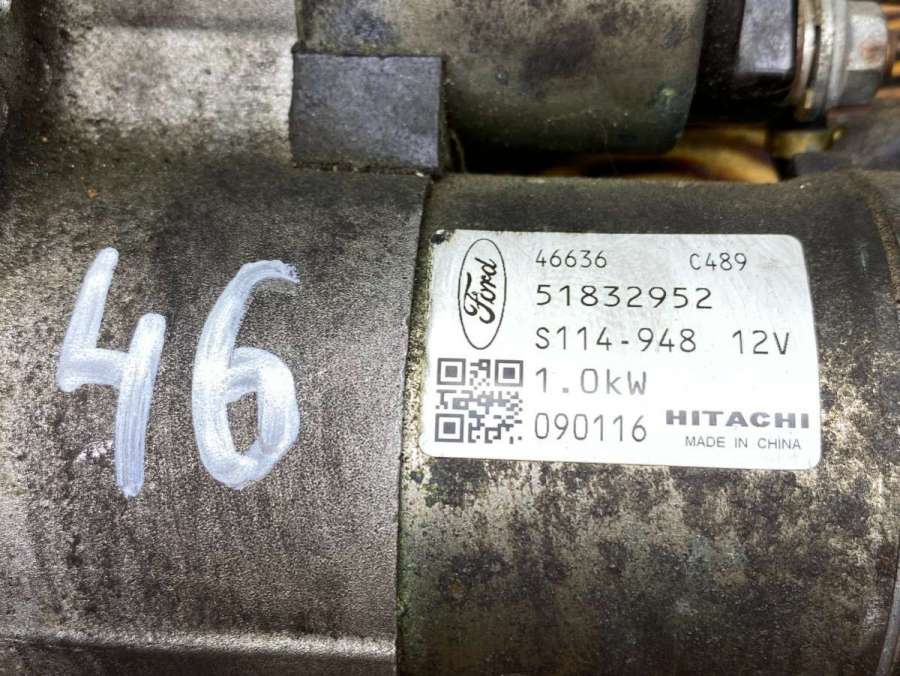 46
Ford
46636 C489
51832952
S114-948 12V
1.0kW
090116 HITACHI
MADE IN CHINA